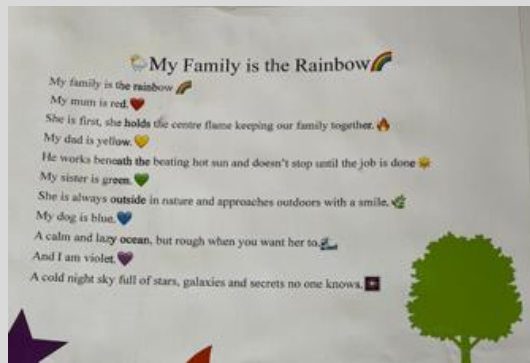 🌦️My Family is the Rainbow🌈
My family is the rainbow 🌈
My mum is red.❤️
She is first, she holds the centre flame keeping our family together.🔥
My dad is yellow.💛
He works beneath the beating hot sun and doesn't stop until the job is done ☀️
My sister is green.💚
She is always outside in nature and approaches outdoors with a smile.🌿
My dog is blue.💙
A calm and lazy ocean, but rough when you want her to.🌊
And I am violet.💜
A cold night sky full of stars, galaxies and secrets no one knows.🎆